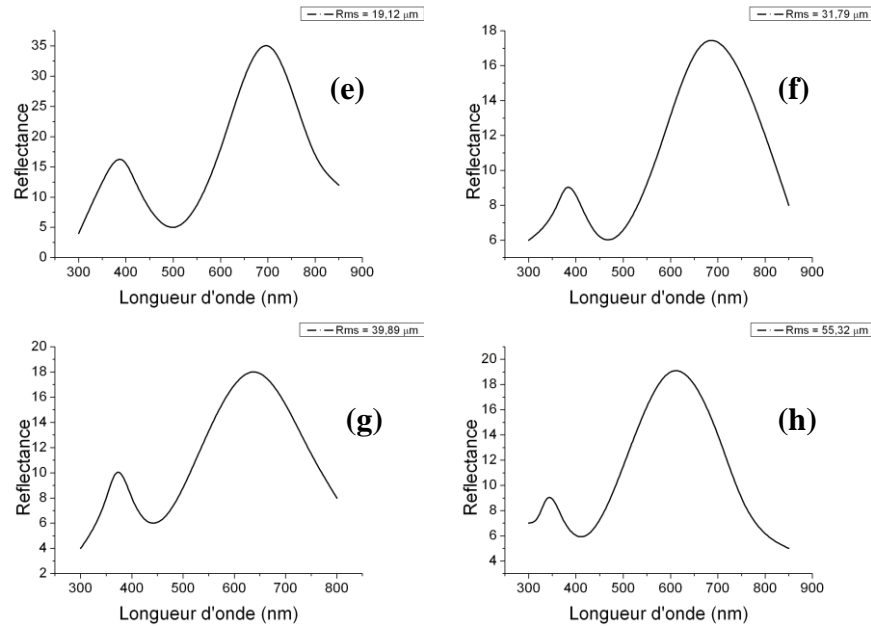 Rms = 19,12 μm
35
30
25
20
15
10
5
0
Reflectance
(e)
300 400 500 600 700 800 900
Longueur d'onde (nm)
Rms = 31,79 μm
18
16
14
12
10
8
6
Reflectance
(f)
300 400 500 600 700 800 900
Longueur d'onde (nm)
Rms = 39,89 μm
20
18
16
14
12
10
8
6
4
2
Reflectance
(g)
300 400 500 600 700 800
Longueur d'onde (nm)
Rms = 55,32 μm
20
18
16
14
12
10
8
6
4
Reflectance
(h)
300 400 500 600 700 800 900
Longueur d'onde (nm)